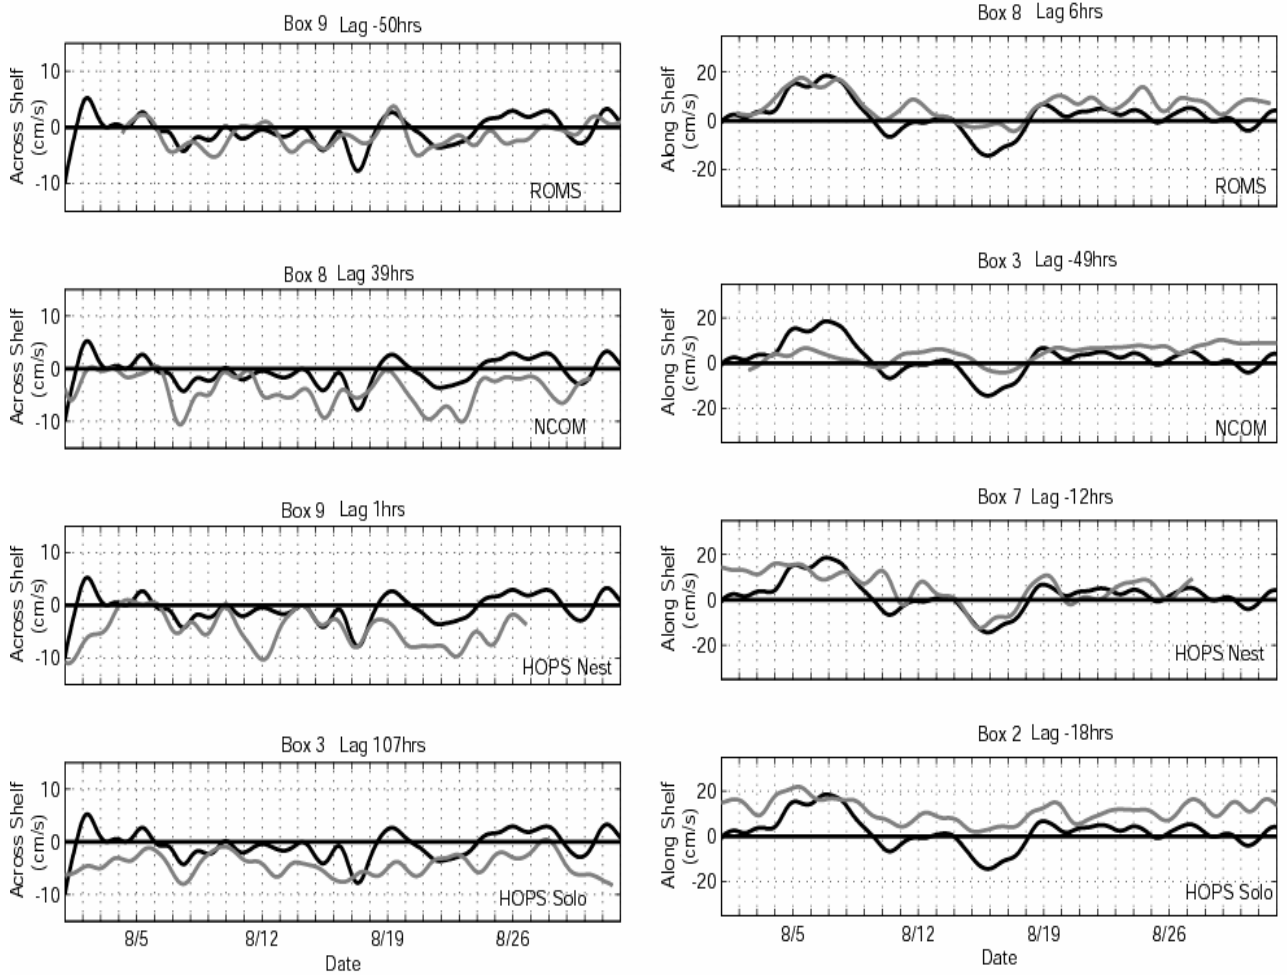 Box 9 Lag -50hrs
10
0
-10
Across Shelf
(cm/s)
ROMS
Box 8 Lag 39hrs
10
0
-10
Across Shelf
(cm/s)
NCOM
Box 9 Lag 1hrs
10
0
-10
Across Shelf
(cm/s)
HOPS Nest
Box 3 Lag 107hrs
10
0
-10
Across Shelf
(cm/s)
HOPS Solo
8/5 8/12 8/19 8/26
Date
Box 8 Lag 6hrs
20
0
-20
Along Shelf
(cm/s)
ROMS
Box 3 Lag -49hrs
20
0
-20
Along Shelf
(cm/s)
NCOM
Box 7 Lag -12hrs
20
0
-20
Along Shelf
(cm/s)
HOPS Nest
Box 2 Lag -18hrs
20
0
-20
Along Shelf
(cm/s)
HOPS Solo
8/5 8/12 8/19 8/26
Date